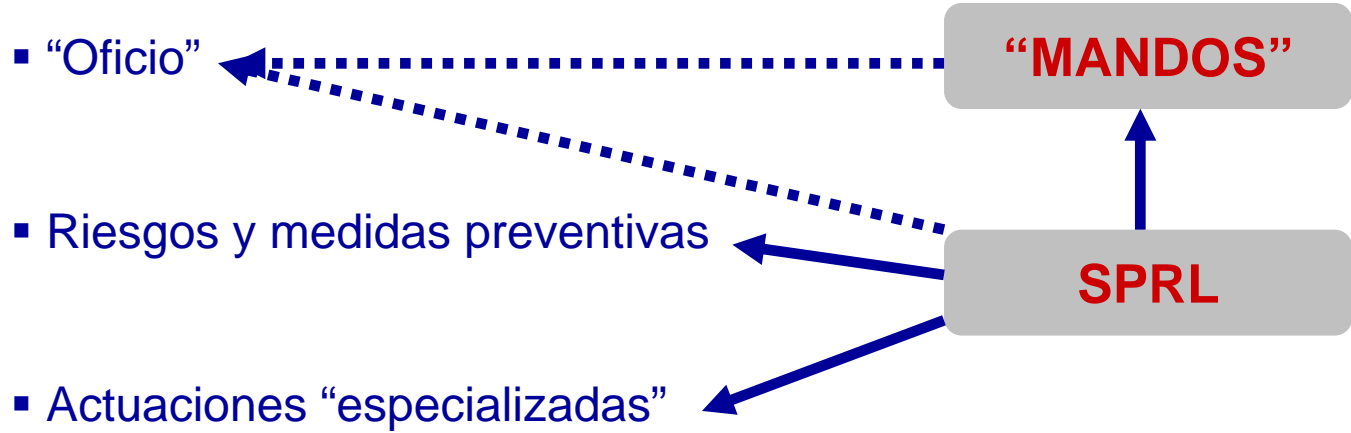 ▪ “Oficio”
“MANDOS”
▪ Riesgos y medidas preventivas
SPRL
▪ Actuaciones “especializadas”